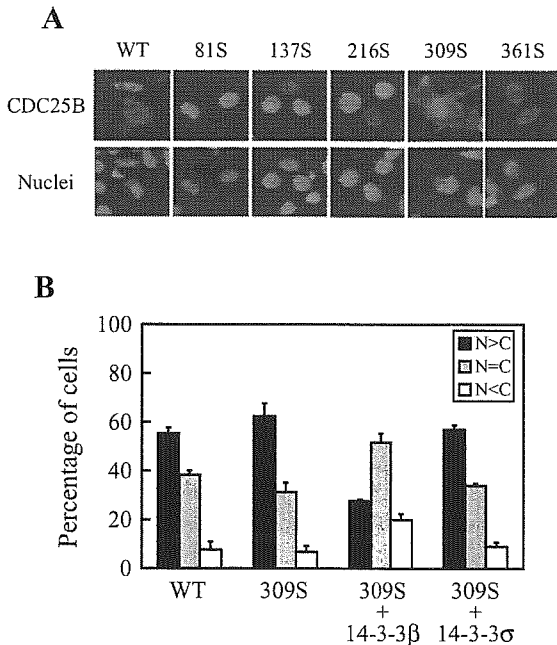 A
WT 81S 137S 216S 309S 361S
CDC25B
Nuclei
B
Percentage of cells
100
80
60
40
20
0
N>C
N=C
N<C
WT 309S 309S 309S
+ +
14-3-3β 14-3-3σ